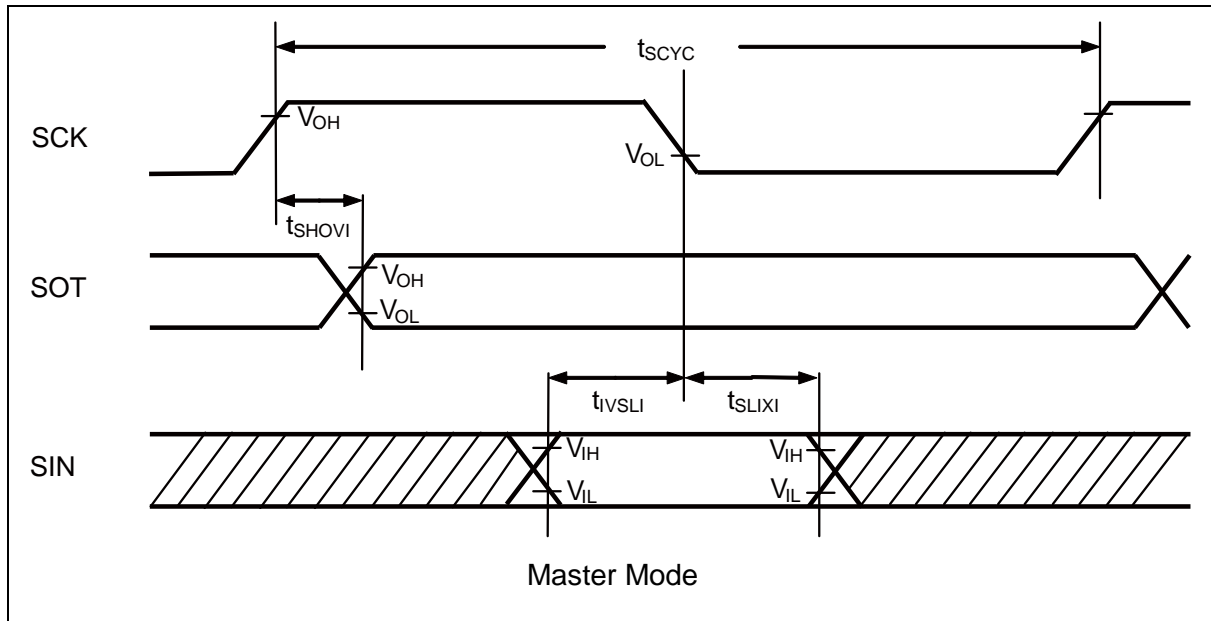 tSCYC
SCK
VOH
VOL
tSHOVI
SOT
VOH
VOL
tIVSLI
tSLIXI
SIN
VIH
VIH
VIL
VIL
Master Mode